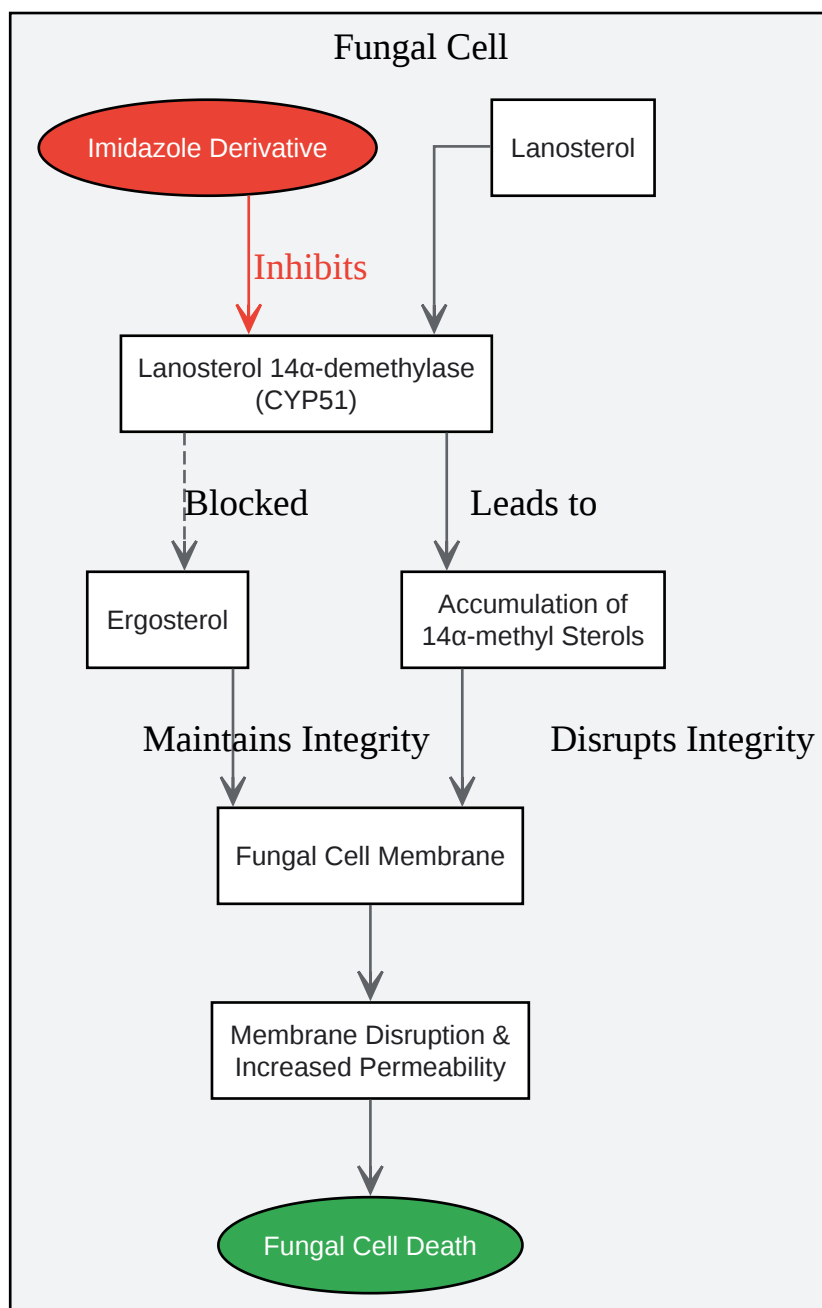 Fungal Cell
Imidazole Derivative
Lanosterol
Inhibits
Lanosterol 14α-demethylase
(CYP51)
Blocked
Leads to
Ergosterol
Accumulation of
14α-methyl Sterols
Maintains Integrity
Disrupts Integrity
Fungal Cell Membrane
Membrane Disruption &
Increased Permeability
Fungal Cell Death